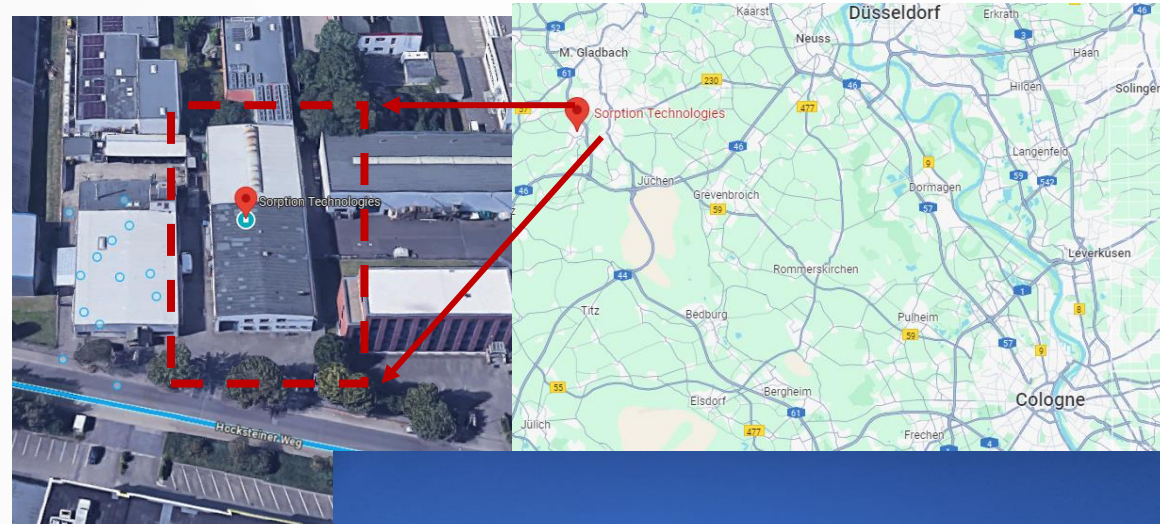 Sorption Technologies
Hocksteiner Weg
Kaarst
Düsseldorf
Erkrath
46
3
52
Neuss
M. Gladbach
Haan
61
230
46
Hilden
Solingen
57
Sorption Technologies
477
46
Langenfeld
9
59
542
Jüchen
46
Grevenbroich
Dormagen
59
57
Leverkusen
44
Rommerskirchen
1
Titz
Bedburg
Pulheim
8
59
57
9
55
Bergheim
Elsdorf
61
Cologne
Jülich
477
Frechen
4